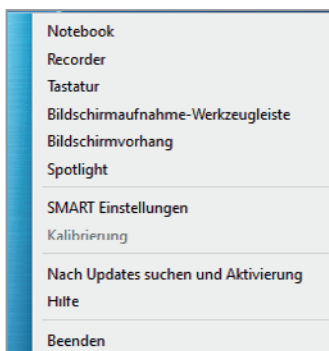 Notebook
Recorder
Tastatur
Bildschirmaufnahme-Werkzeugleiste
Bildschirmvorhang
Spotlight
SMART Einstellungen
Kalibrierung
Nach Updates suchen und Aktivierung
Hilfe
Beenden